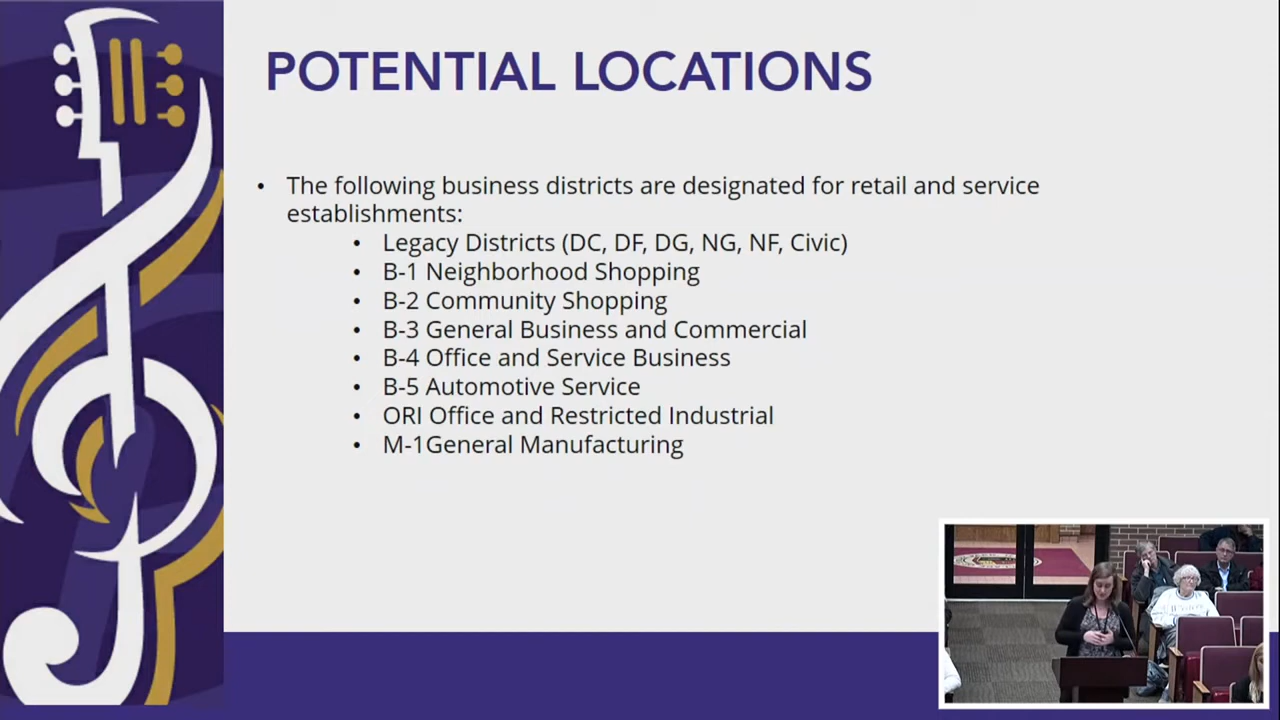 POTENTIAL LOCATIONS
• The following business districts are designated for retail and service
establishments:
• Legacy Districts (DC, DF, DG, NG, NF, Civic)
• B-1 Neighborhood Shopping
• B-2 Community Shopping
• B-3 General Business and Commercial
• B-4 Office and Service Business
• B-5 Automotive Service
• ORI Office and Restricted Industrial
• M-1General Manufacturing